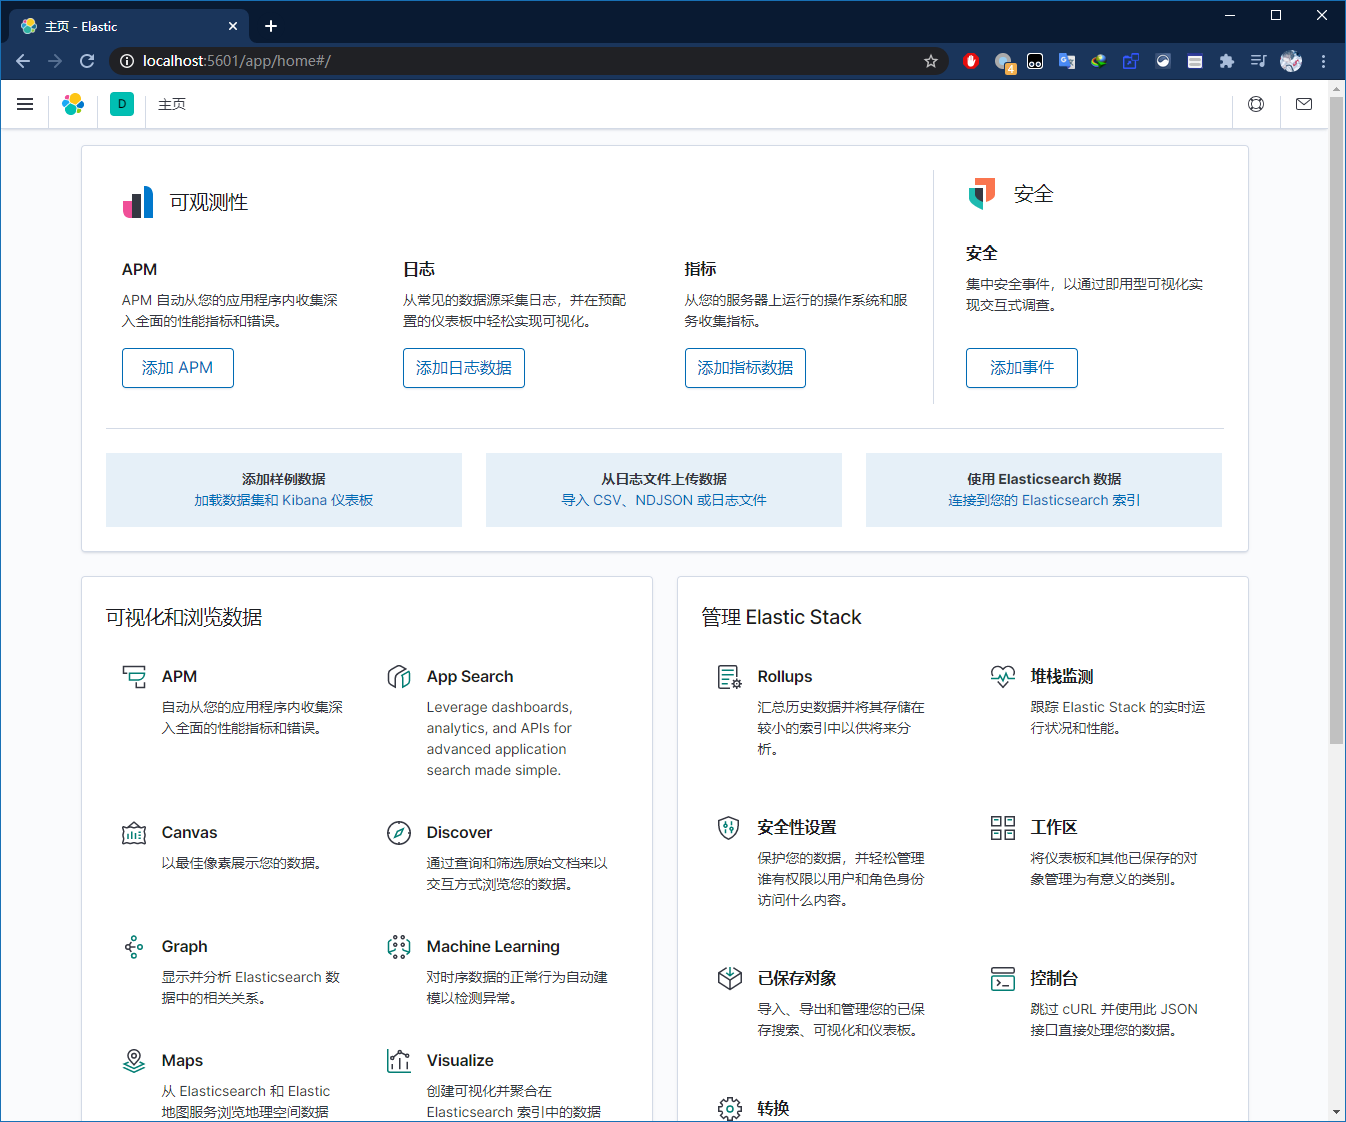 主页 - Elastic
localhost:5601/app/home#/
4
D
主页
可观测性
安全
APM
APM 自动从您的应用程序内收集深
入全面的性能指标和错误。
添加 APM
日志
从常见的数据源采集日志，并在预配
置的仪表板中轻松实现可视化。
添加日志数据
指标
从您的服务器上运行的操作系统和服
务收集指标。
添加指标数据
安全
集中安全事件，以通过即用型可视化实
现交互式调查。
添加事件
添加样例数据
加载数据集和 Kibana 仪表板
从日志文件上传数据
导入 CSV、NDJSON 或日志文件
使用 Elasticsearch 数据
连接到您的 Elasticsearch 索引
可视化和浏览数据
APM
自动从您的应用程序内收集深
入全面的性能指标和错误。
App Search
Leverage dashboards,
analytics, and APIs for
advanced application
search made simple.
Canvas
以最佳像素展示您的数据。
Discover
通过查询和筛选原始文档来以
交互方式浏览您的数据。
Graph
显示并分析 Elasticsearch 数
据中的相关关系。
Machine Learning
对时序数据的正常行为自动建
模以检测异常。
Maps
从 Elasticsearch 和 Elastic
地图服务浏览地理空间数据
Visualize
创建可视化并聚合在
Elasticsearch 索引中的数据
管理 Elastic Stack
Rollups
汇总历史数据并将其存储在
较小的索引中以供将来分
析。
堆栈监测
跟踪 Elastic Stack 的实时运
行状况和性能。
安全性设置
保护您的数据，并轻松管理
谁有权限以用户和角色身份
访问什么内容。
工作区
将仪表板和其他已保存的对
象管理为有意义的类别。
已保存对象
导入、导出和管理您的已保
存搜索、可视化和仪表板。
控制台
跳过 cURL 并使用此 JSON
接口直接处理您的数据。
转换